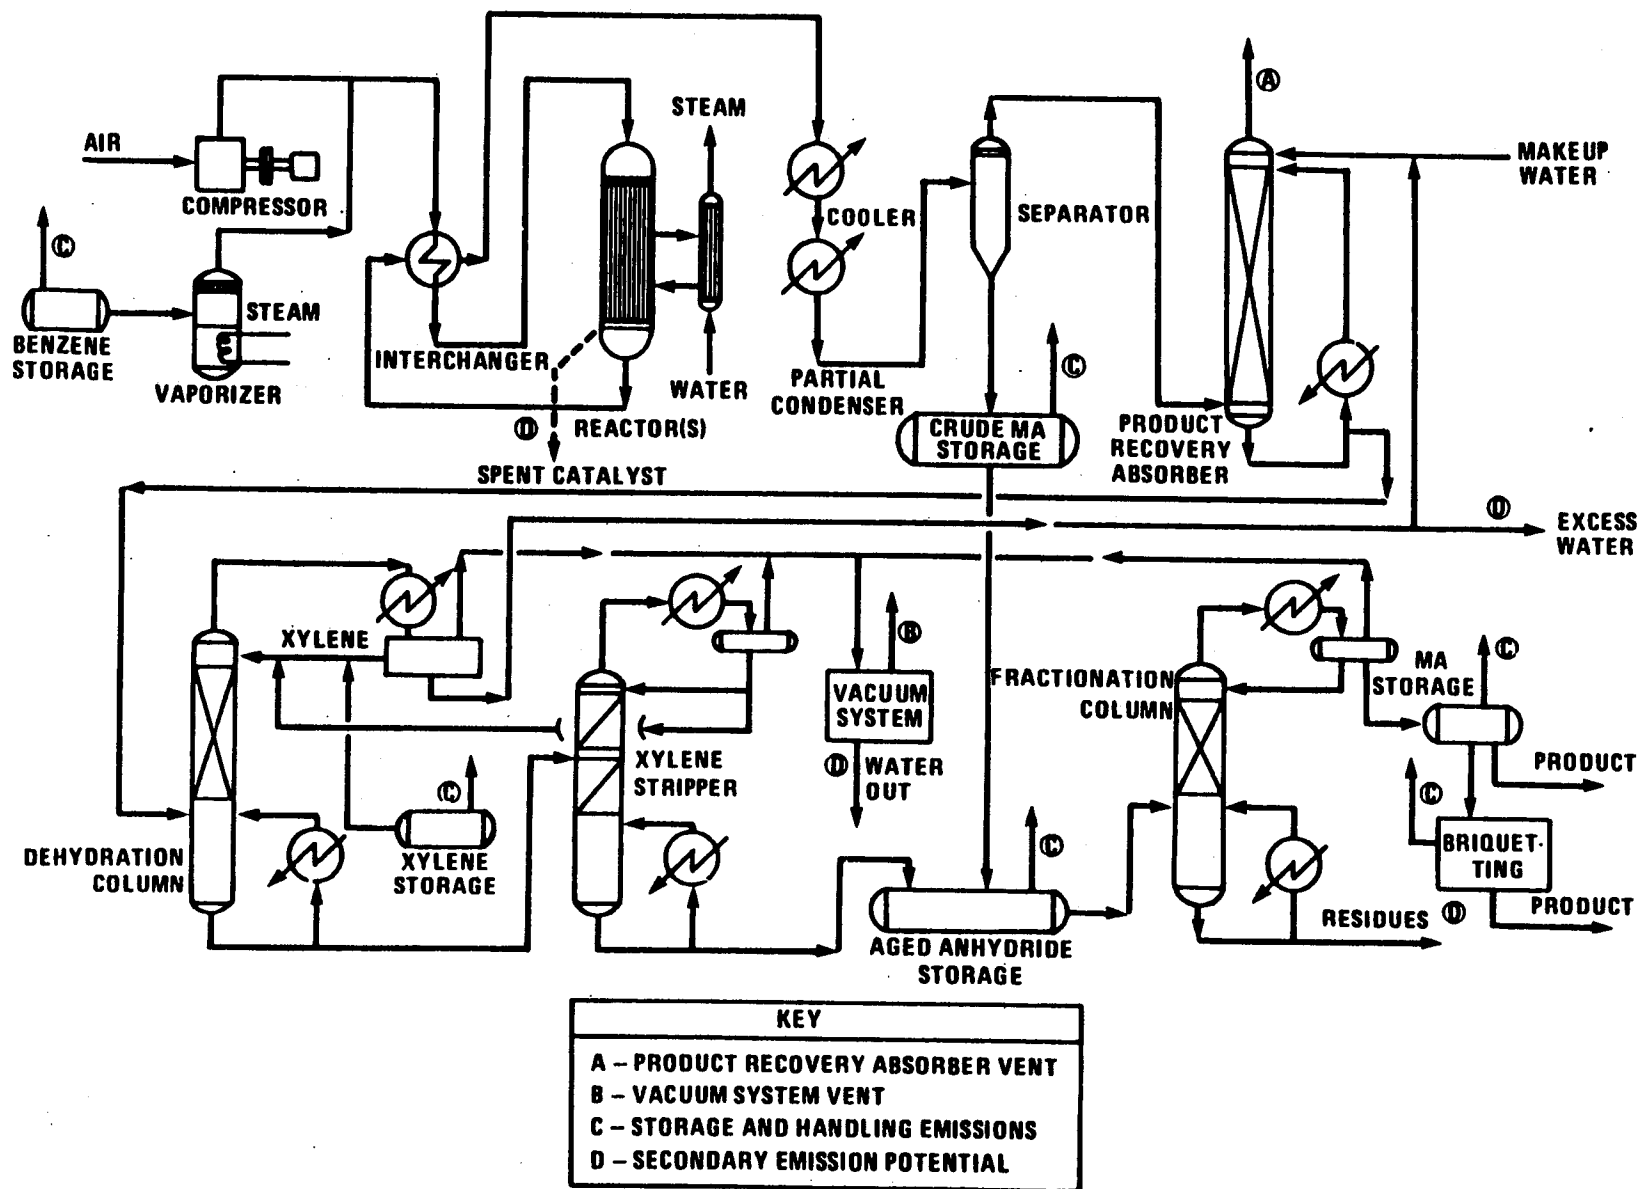 A
STEAM
AIR
MAKEUP
WATER
COMPRESSOR
C
COOLER
SEPARATOR
STEAM
BENZENE
STORAGE
INTERCHANGER
VAPORIZER
WATER
PARTIAL
CONDENSER
C
D
REACTOR(S)
CRUDE MA
STORAGE
PRODUCT
RECOVERY
ABSORBER
SPENT CATALYST
D
EXCESS
WATER
XYLENE
B
C
MA
STORAGE
FRACTIONATION
COLUMN
VACUUM
SYSTEM
XYLENE
STRIPPER
D
WATER
OUT
PRODUCT
C
C
C
DEHYDRATION
COLUMN
XYLENE
STORAGE
BRIQUET-
TING
PRODUCT
RESIDUES
D
AGED ANHYDRIDE
STORAGE
KEY
A – PRODUCT RECOVERY ABSORBER VENT
B – VACUUM SYSTEM VENT
C – STORAGE AND HANDLING EMISSIONS
D – SECONDARY EMISSION POTENTIAL